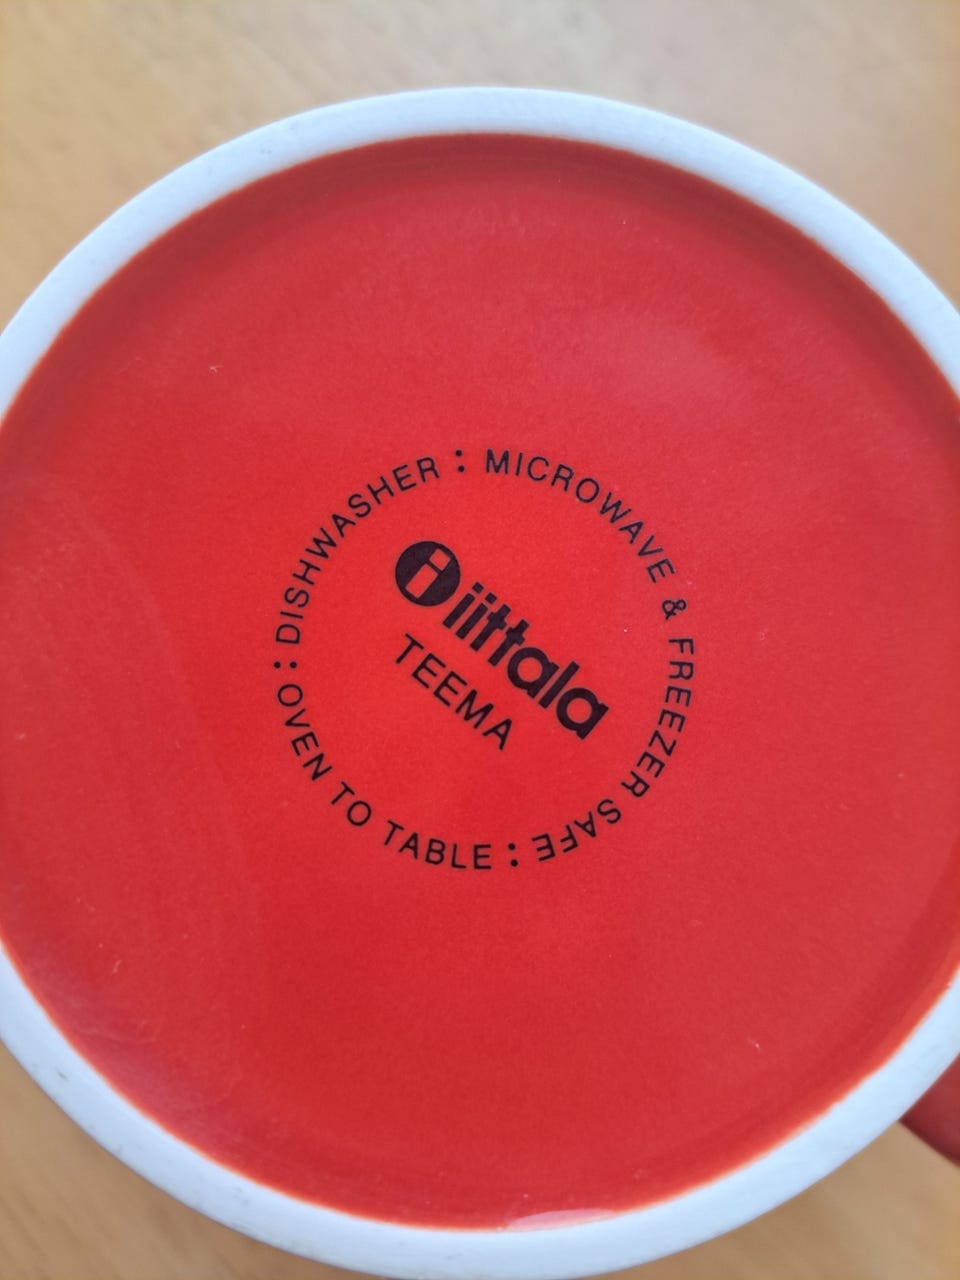 DISHWASHER : MICROWAVE & FREEZER SAFE :
OVEN TO TABLE :
i iittala
TEEMA